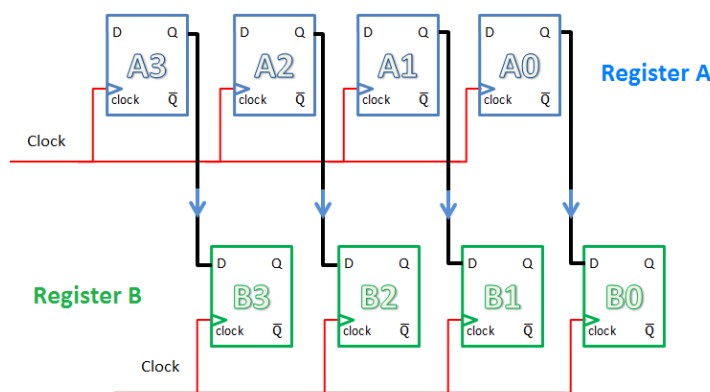 D Q D Q D Q D Q
A3 A2 A1 A0
Register A
clock Q̅ clock Q̅ clock Q̅ clock Q̅
Clock
D Q D Q D Q D Q
Register B
B3 B2 B1 B0
clock Q̅ clock Q̅ clock Q̅ clock Q̅
Clock